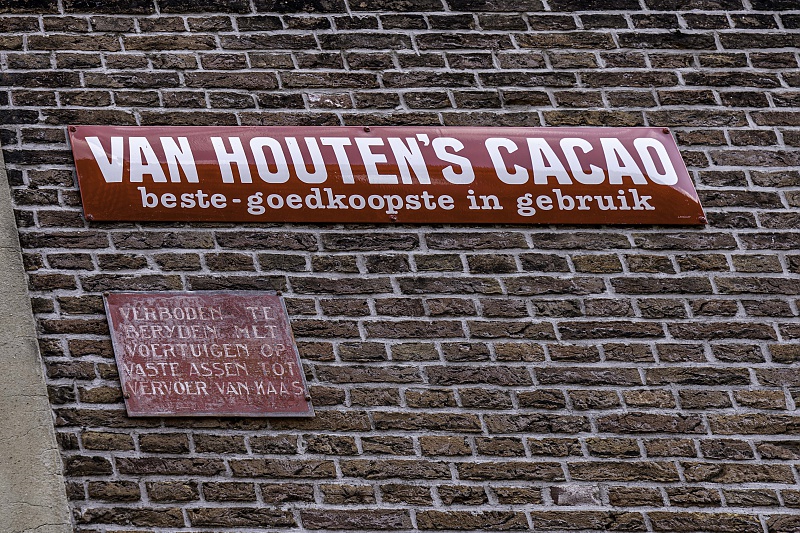 VAN HOUTEN'S CACAO
beste-goedkoopste in gebruik
VERBODEN TE
BERYDEN MET
VOERTUIGEN OP
VASTE ASSEN TOT
VERVOER VAN KAAS